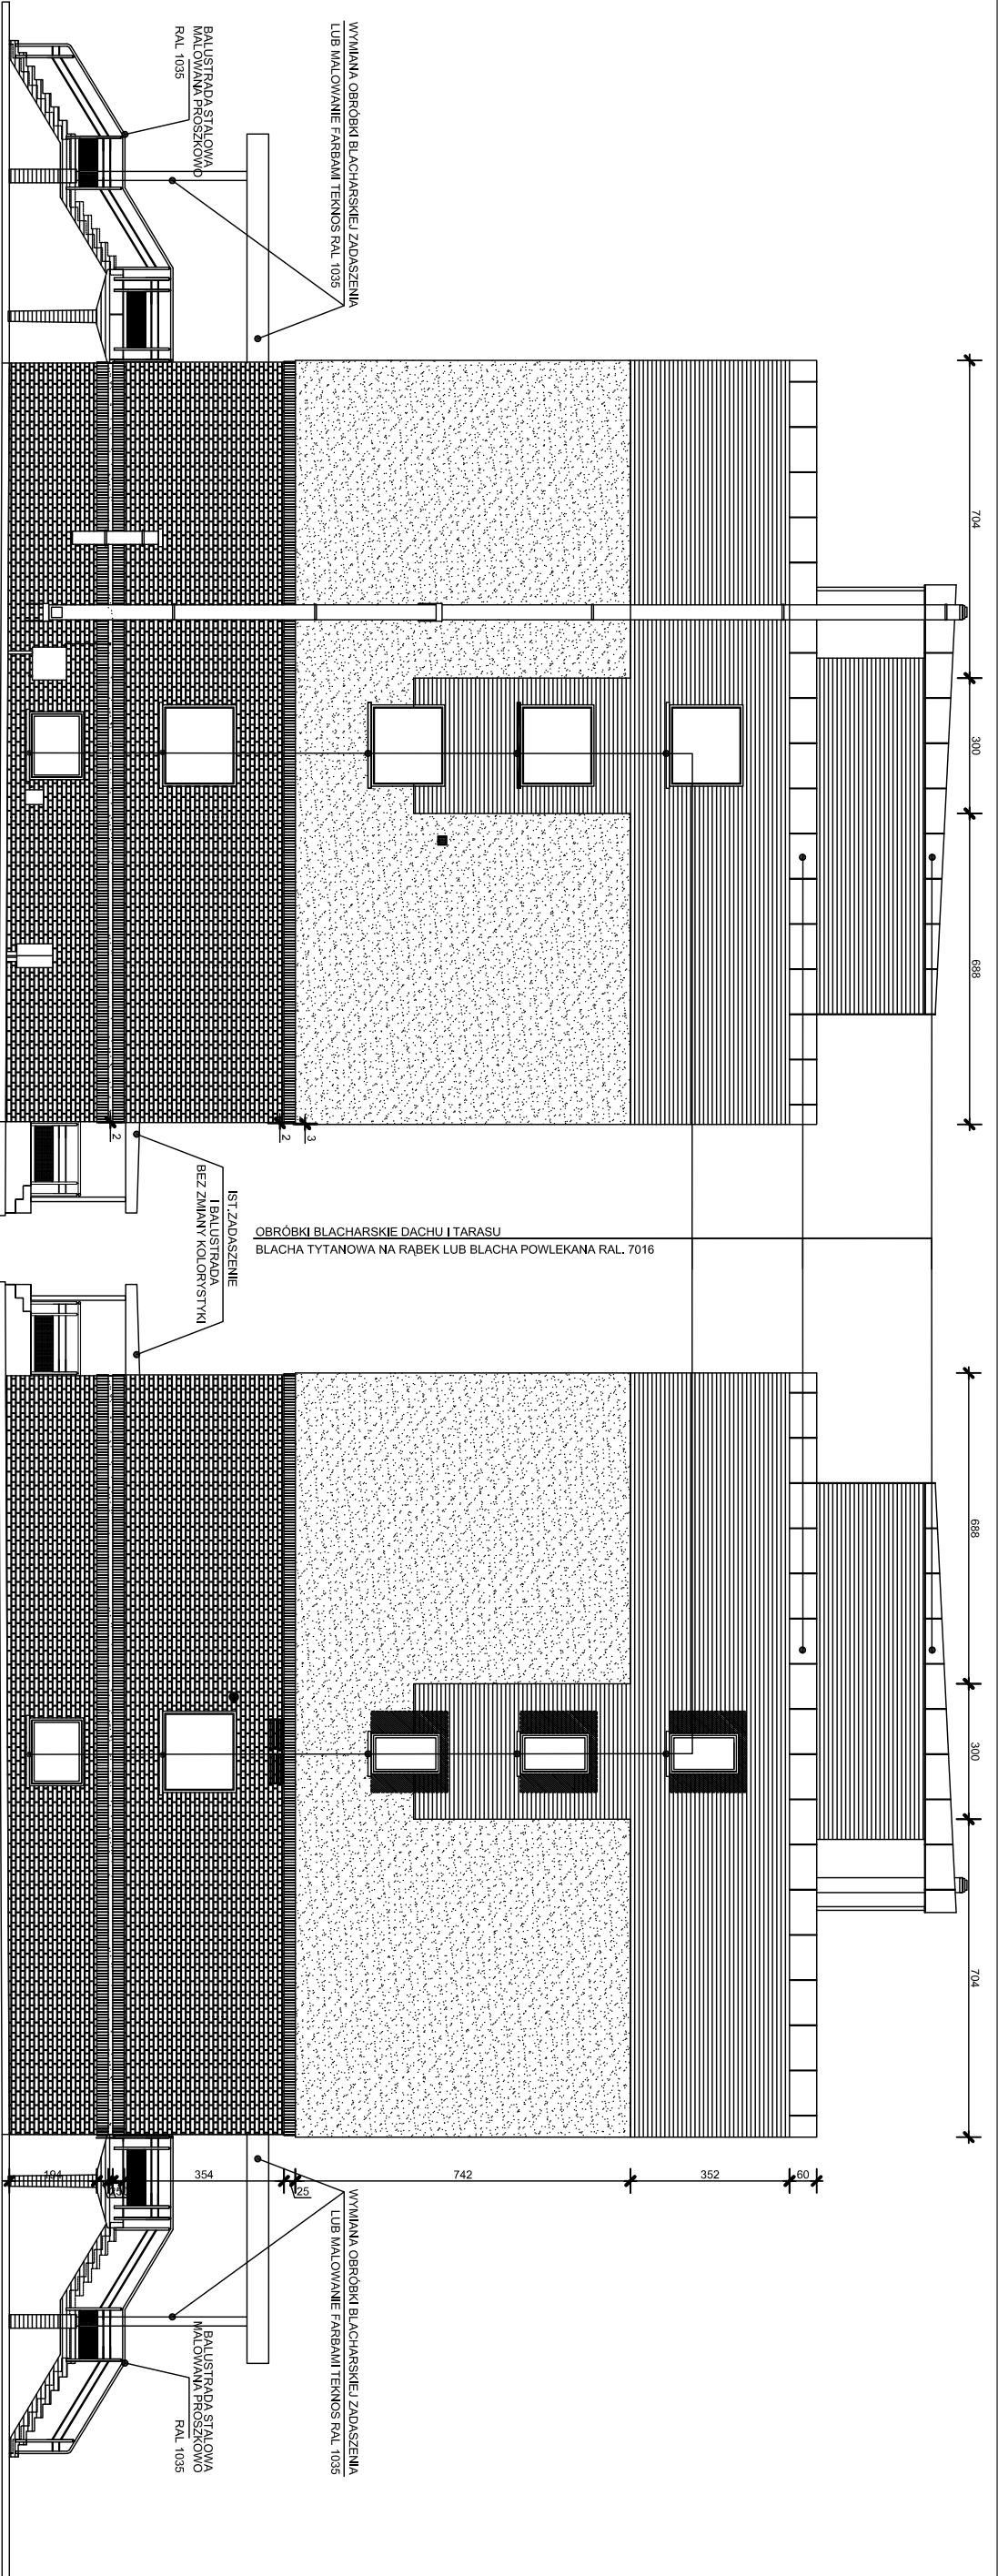 704
300
688
688
300
704
WYMIANA OBRÓBKI BLACHARSKIEJ ZADASZENIA
LUB MALOWANIE FARBAMI TEKNOS RAL 1035
BALUSTRADA STALOWA
MALOWANA PROSZKOWO
RAL 1035
2
2
3
IST.ZADASZENIE
I BALUSTRADA
BEZ ZMIANY KOLORYSTYKI
OBRÓBKI BLACHARSKIE DACHU I TARASU
BLACHA TYTANOWA NA RĄBEK LUB BLACHA POWLEKANA RAL. 7016
194
354
25
742
352
60
WYMIANA OBRÓBKI BLACHARSKIEJ ZADASZENIA
LUB MALOWANIE FARBAMI TEKNOS RAL 1035
BALUSTRADA STALOWA
MALOWANA PROSZKOWO
RAL 1035